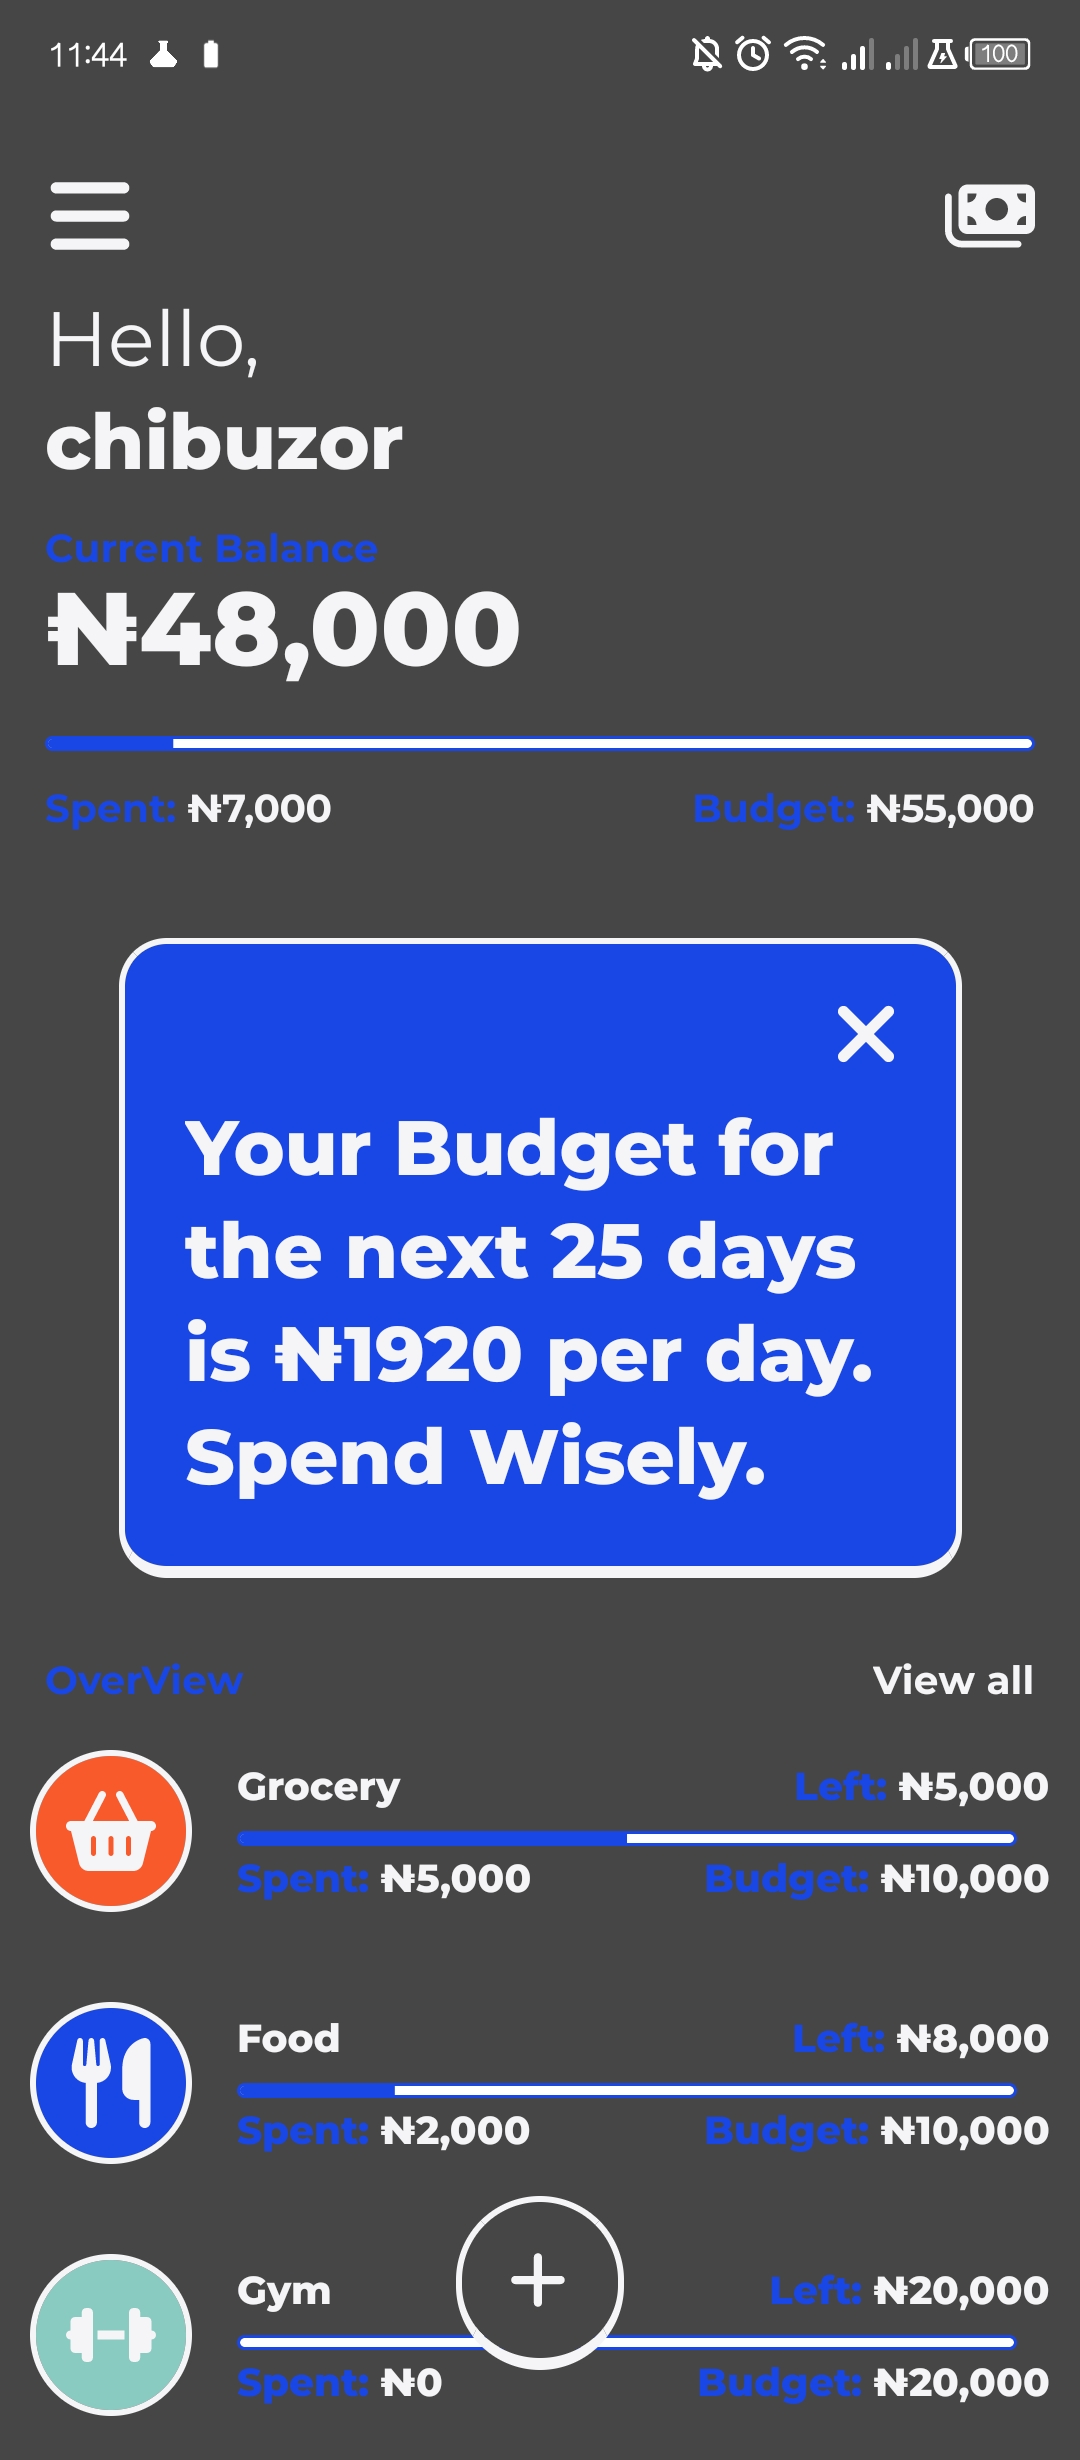 11:44
100
Hello,
chibuzor
Current Balance
₦48,000
Spent: ₦7,000 Budget: ₦55,000
Your Budget for
the next 25 days
is ₦1920 per day.
Spend Wisely.
OverView View all
Grocery Left: ₦5,000
Spent: ₦5,000 Budget: ₦10,000
Food Left: ₦8,000
Spent: ₦2,000 Budget: ₦10,000
Gym Left: ₦20,000
Spent: ₦0 Budget: ₦20,000